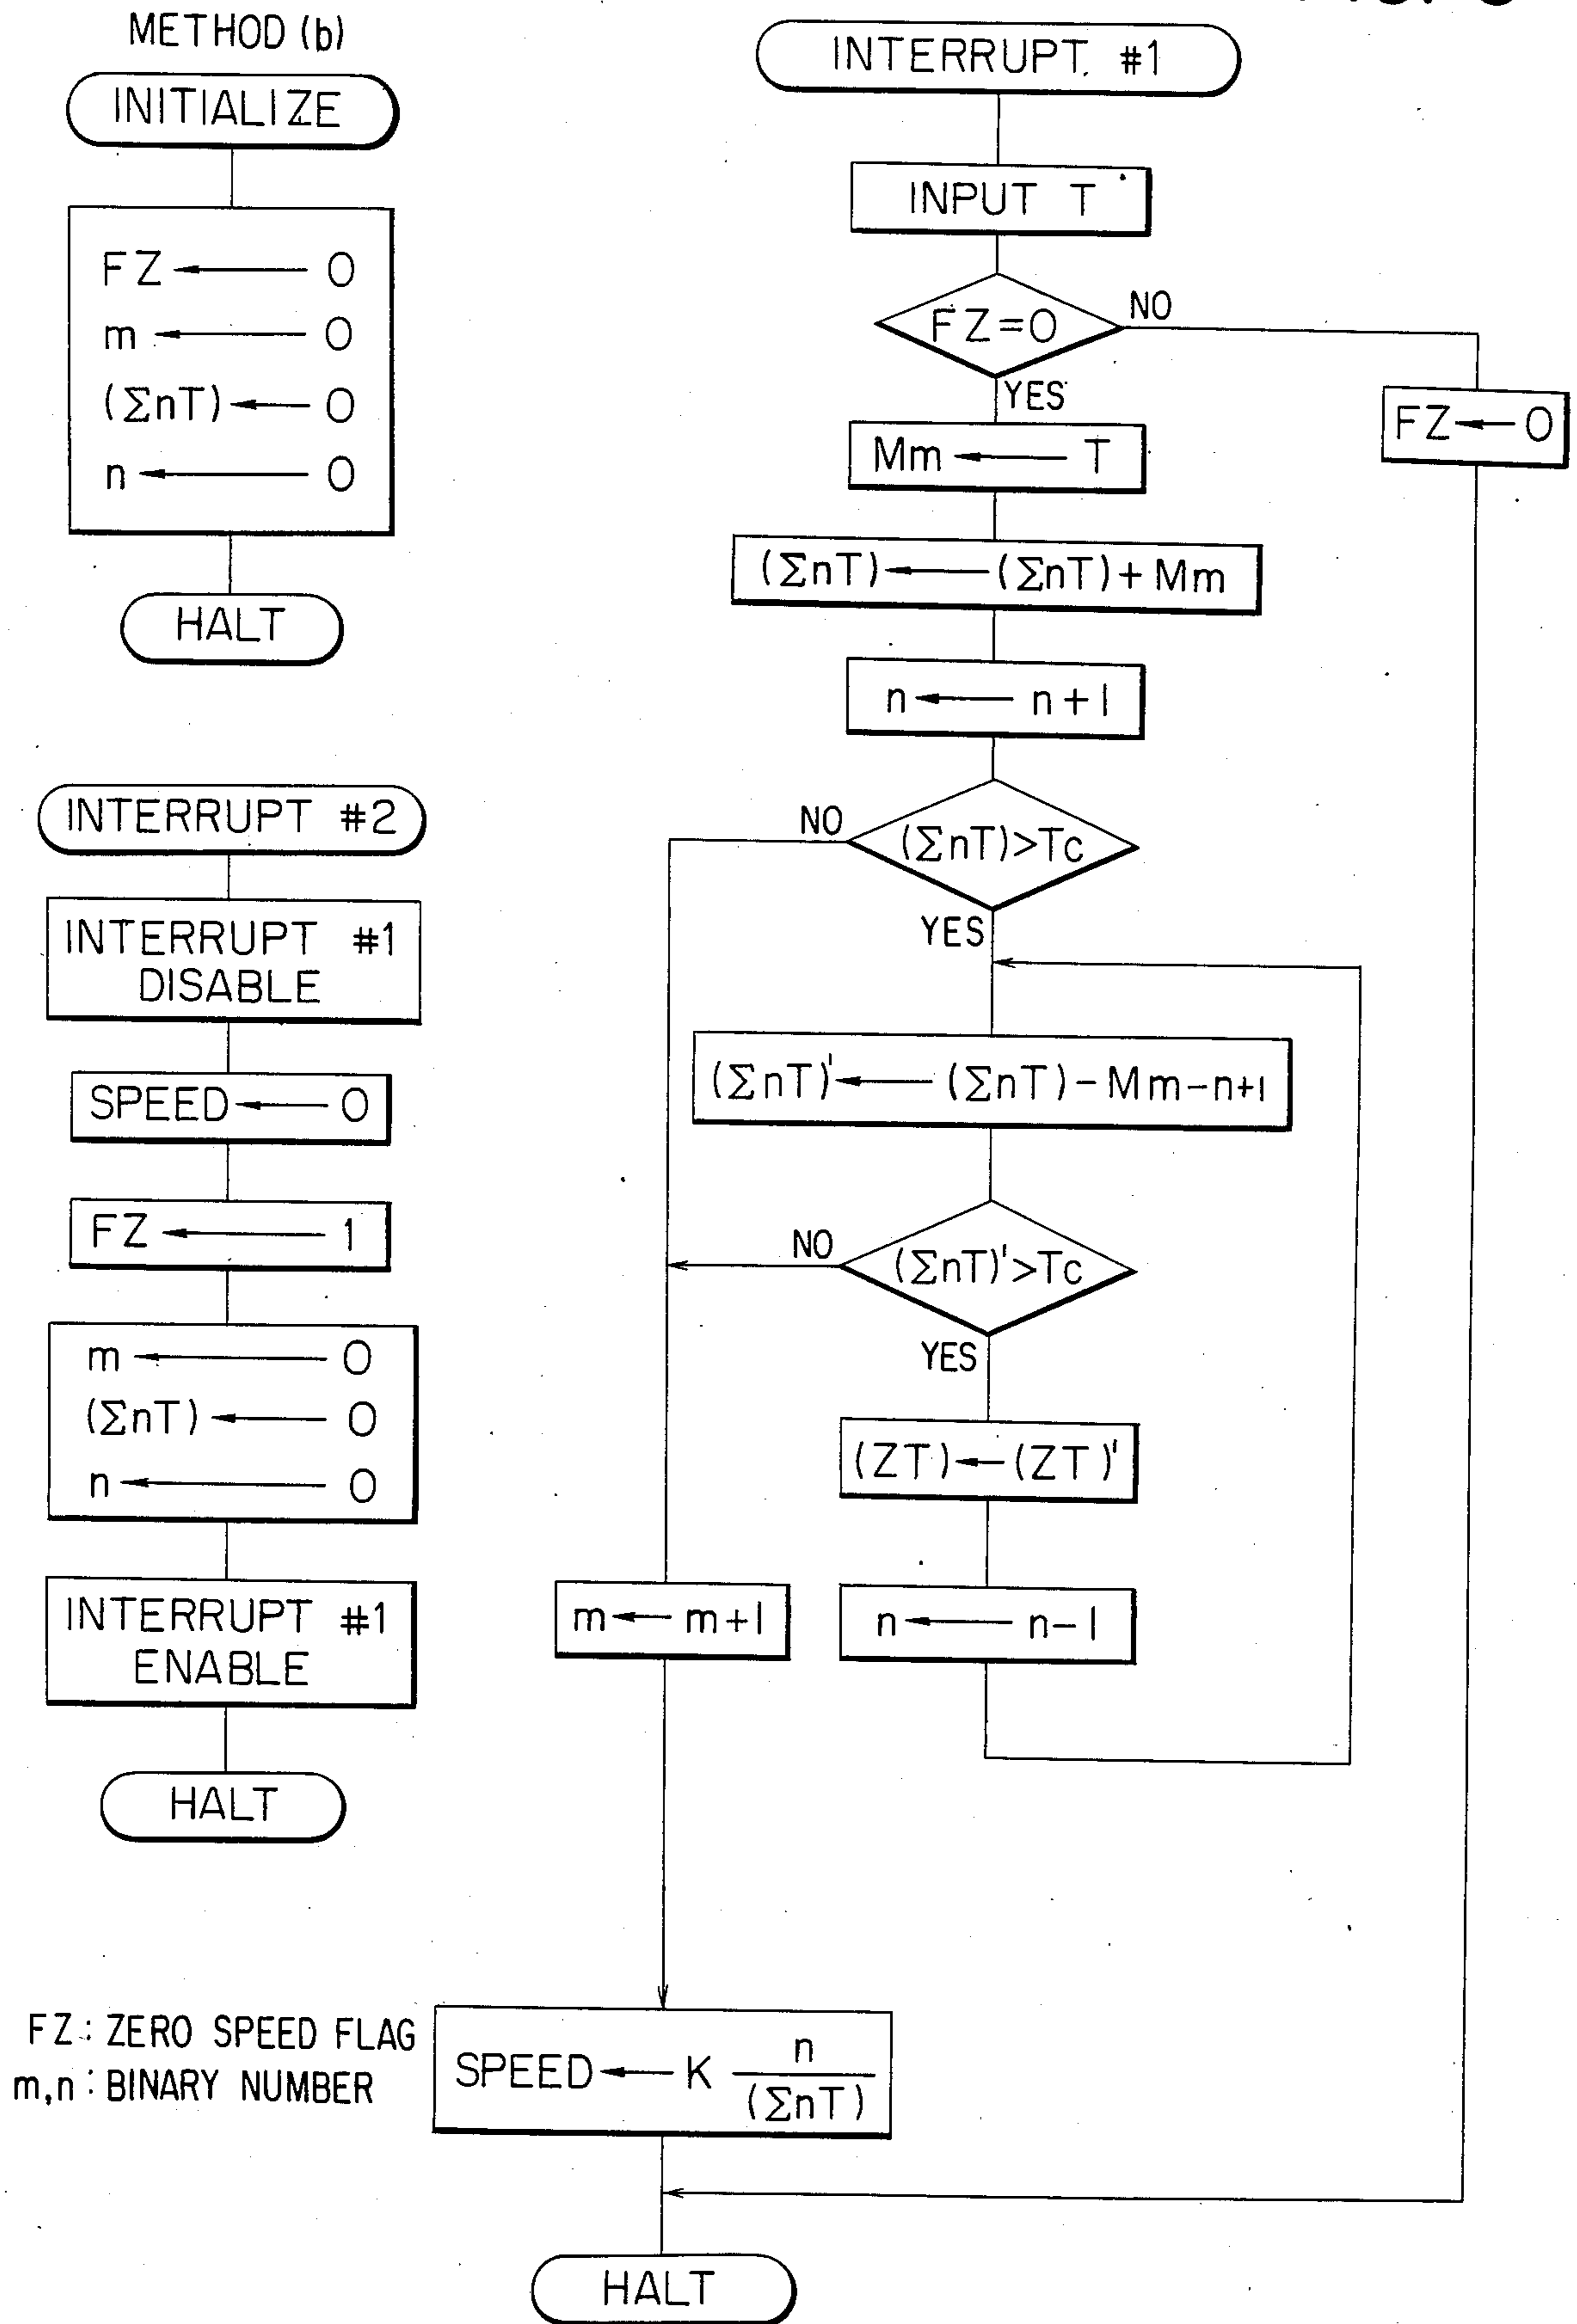 METHOD (b)
INITIALIZE
FZ ← 0
m ← 0
(ΣnT) ← 0
n ← 0
HALT
INTERRUPT #2
INTERRUPT #1
DISABLE
SPEED ← 0
FZ ← 1
m ← 0
(ΣnT) ← 0
n ← 0
INTERRUPT #1
ENABLE
HALT
FZ: ZERO SPEED FLAG
m,n: BINARY NUMBER
INTERRUPT #1
INPUT T
FZ=0
NO
YES
FZ ← 0
Mm ← T
(ΣnT) ← (ΣnT) + Mm
n ← n+1
NO
(ΣnT)>Tc
YES
(ΣnT)' ← (ΣnT) - Mm-n+1
NO
(ΣnT)'>Tc
YES
(ZT) ← (ZT)'
m ← m+1
n ← n-1
SPEED ← K n/(ΣnT)
HALT